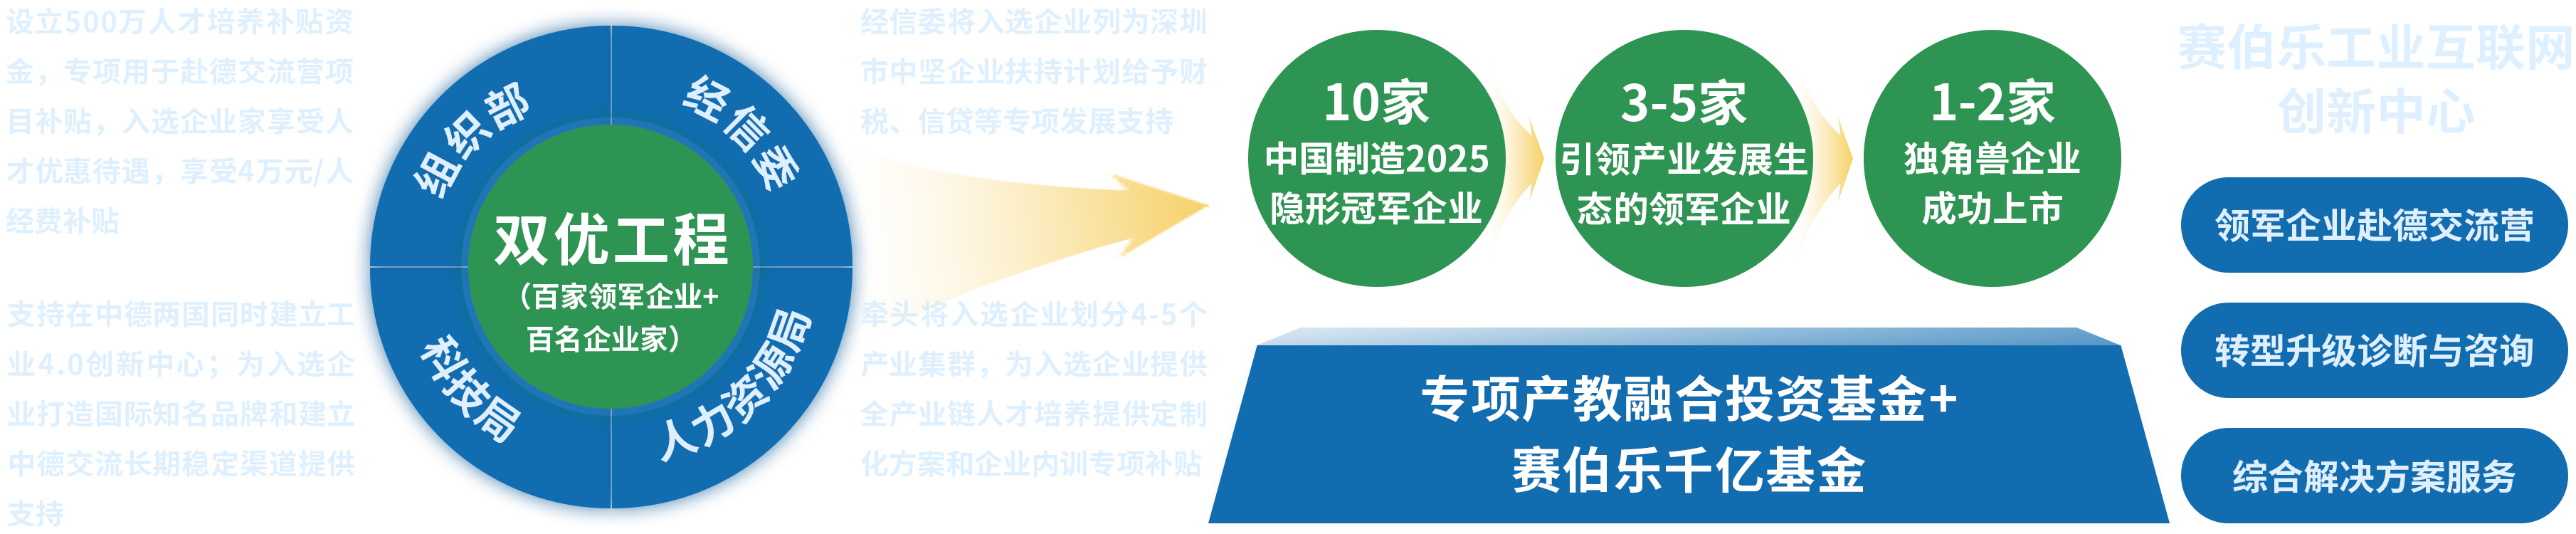 设立500万人才培养补贴资
金，专项用于赴德交流营项
目补贴，入选企业家享受人
才优惠待遇，享受4万元/人
经费补贴
支持在中德两国同时建立工
业4.0创新中心；为入选企
业打造国际知名品牌和建立
中德交流长期稳定渠道提供
支持
组织部
经信委
科技局
人力资源局
双优工程
（百家领军企业+
百名企业家）
经信委将入选企业列为深圳
市中坚企业扶持计划给予财
税、信贷等专项发展支持
牵头将入选企业划分4-5个
产业集群，为入选企业提供
全产业链人才培养提供定制
化方案和企业内训专项补贴
10家
中国制造2025
隐形冠军企业
3-5家
引领产业发展生
态的领军企业
1-2家
独角兽企业
成功上市
专项产教融合投资基金+
赛伯乐千亿基金
赛伯乐工业互联网
创新中心
领军企业赴德交流营
转型升级诊断与咨询
综合解决方案服务